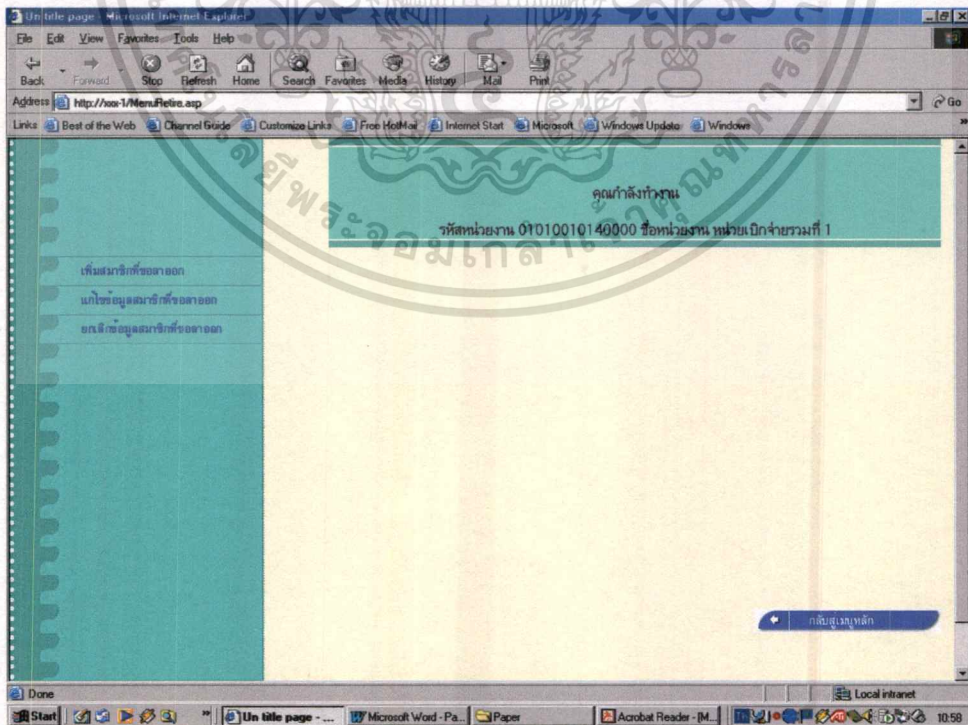 Un title page - Microsoft Internet Explorer
File Edit View Favorites Tools Help
Back Forward Stop Refresh Home Search Favorites Media History Mail Print
Address http://xxx-1/MenuRetire.asp Go
Links Best of the Web Channel Guide Customize Links Free HotMail Internet Start Microsoft Windows Update Windows
คุณกำลังทำงาน
รหัสหน่วยงาน 01010010140000 ชื่อหน่วยงาน หน่วยเบิกจ่ายรวมที่ 1
เพิ่มสมาชิกที่ขอลาออก
แก้ไขข้อมูลสมาชิกที่ขอลาออก
ยกเลิกข้อมูลสมาชิกที่ขอลาออก
กลับสู่เมนูหลัก
Done Local intranet
Start Un title page - ... Microsoft Word - Pa... Paper Acrobat Reader - [M... 10:59